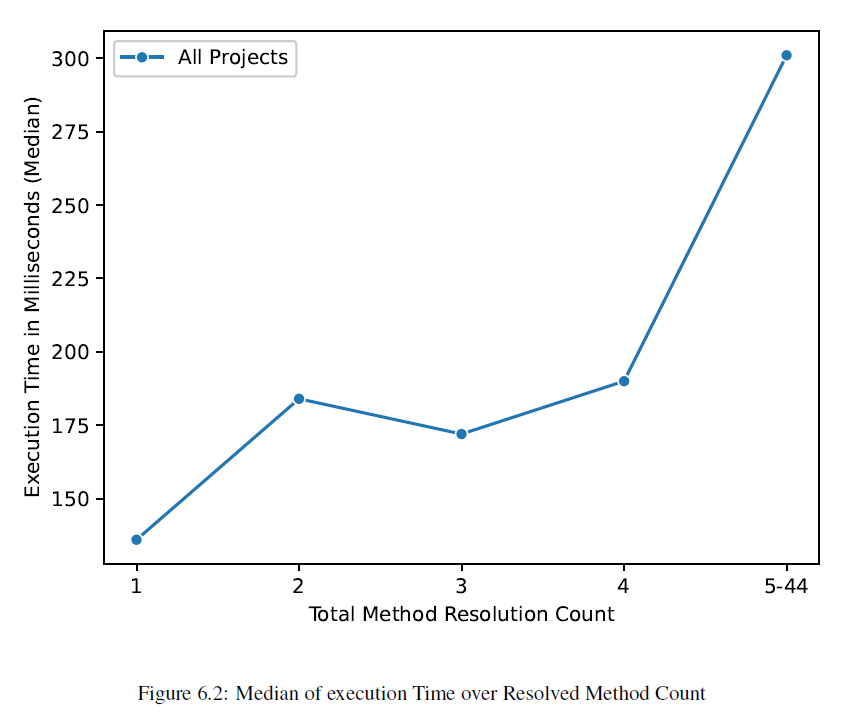 All Projects
300
275
250
225
200
175
150
Execution Time in Milliseconds (Median)
1 2 3 4 5-44
Total Method Resolution Count
Figure 6.2: Median of execution Time over Resolved Method Count